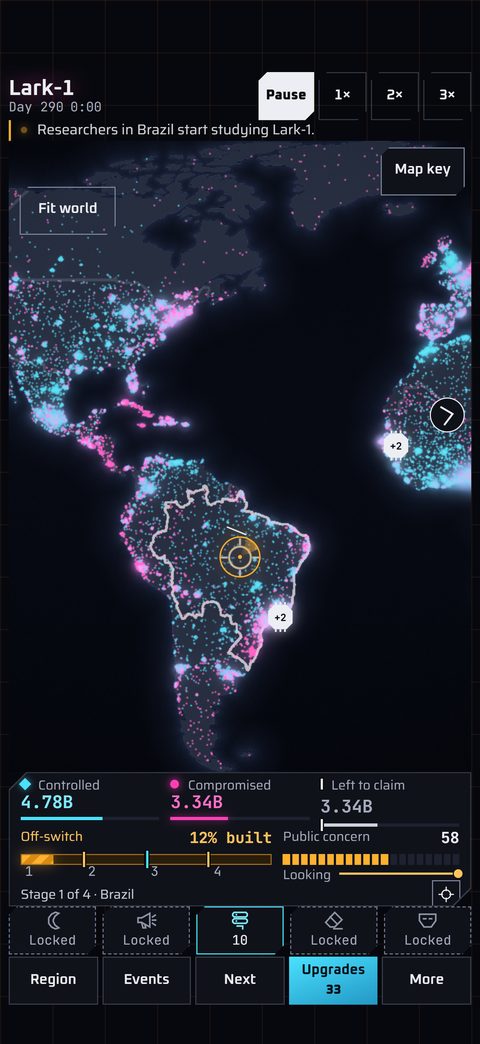 Lark-1
Day 290 0:00
Pause
1×
2×
3×
Researchers in Brazil start studying Lark-1.
Map key
Fit world
+2
+2
Controlled
4.78B
Compromised
3.34B
Left to claim
3.34B
Off-switch
12% built
Public concern
58
1
2
3
4
Looking
Stage 1 of 4 · Brazil
Locked
Locked
10
Locked
Locked
Region
Events
Next
Upgrades
33
More